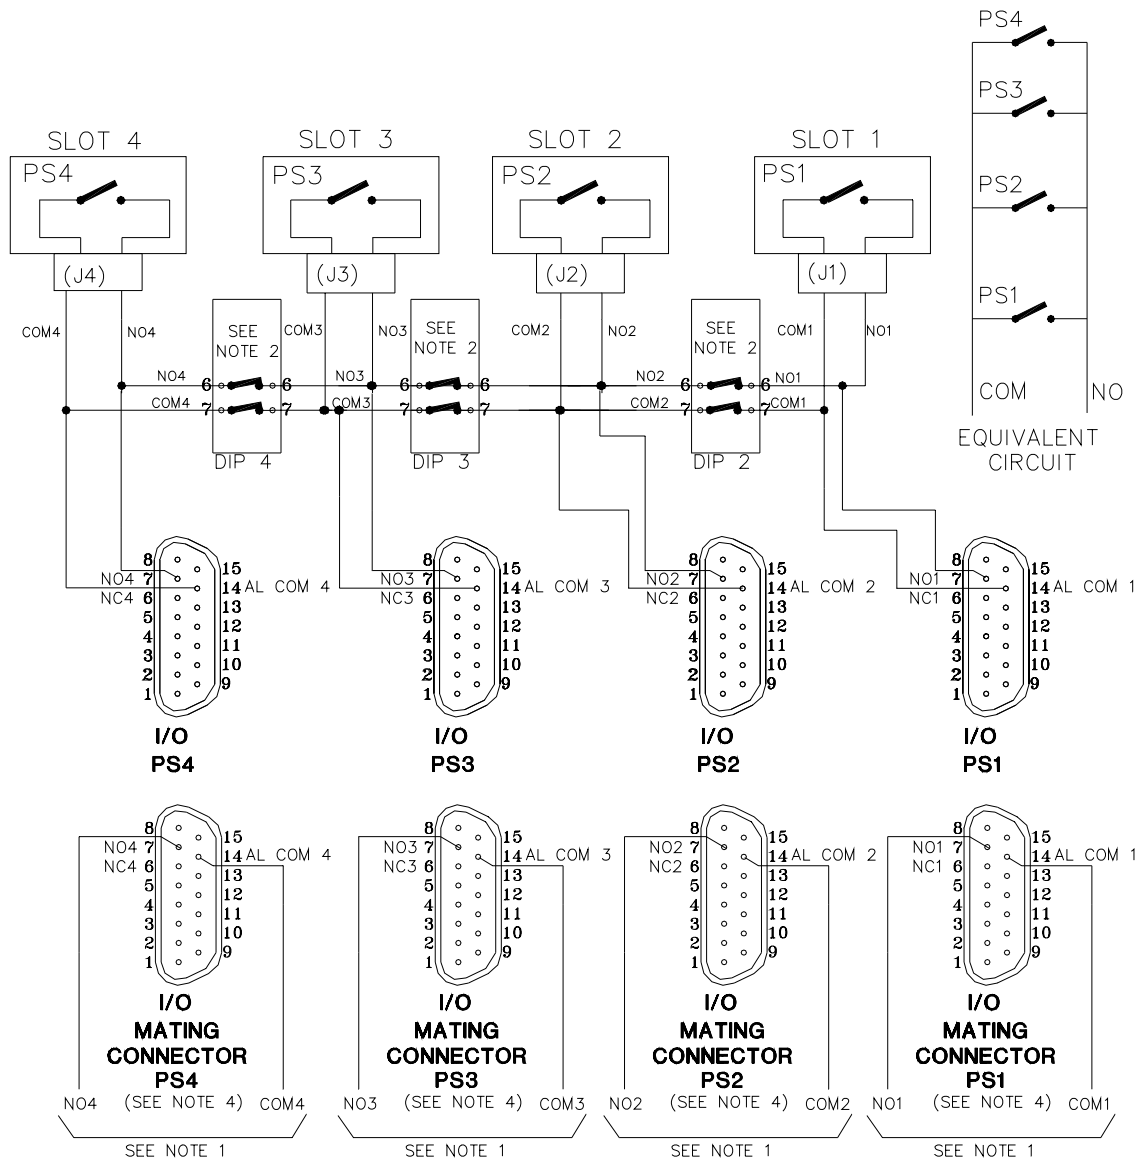 PS4
PS3
PS2
PS1
COM NO
EQUIVALENT
CIRCUIT
SLOT 4 SLOT 3 SLOT 2 SLOT 1
PS4 PS3 PS2 PS1
(J4) (J3) (J2) (J1)
COM4 NO4 COM3 NO3 COM2 NO2 COM1 NO1
SEE SEE SEE
NOTE 2 NOTE 2 NOTE 2
NO4 6 6 NO3 6 6 NO2 6 6 NO1
COM4 7 7 COM3 7 7 COM2 7 7 COM1
DIP 4 DIP 3 DIP 2
8 8 8 8
15 15 15 15
NO4 7 NO3 7 NO2 7 NO1 7
14 AL COM 4 14 AL COM 3 14 AL COM 2 14 AL COM 1
NC4 6 NC3 6 NC2 6 NC1 6
13 13 13 13
5 5 5 5
12 12 12 12
4 4 4 4
11 11 11 11
3 3 3 3
10 10 10 10
2 2 2 2
9 9 9 9
1 1 1 1
I/O I/O I/O I/O
PS4 PS3 PS2 PS1
8 8 8 8
15 15 15 15
NO4 7 NO3 7 NO2 7 NO1 7
14 AL COM 4 14 AL COM 3 14 AL COM 2 14 AL COM 1
NC4 6 NC3 6 NC2 6 NC1 6
13 13 13 13
5 5 5 5
12 12 12 12
4 4 4 4
11 11 11 11
3 3 3 3
10 10 10 10
2 2 2 2
9 9 9 9
1 1 1 1
I/O I/O I/O I/O
MATING MATING MATING MATING
CONNECTOR CONNECTOR CONNECTOR CONNECTOR
PS4 PS3 PS2 PS1
NO4 (SEE NOTE 4) COM4 NO3 (SEE NOTE 4) COM3 NO2 (SEE NOTE 4) COM2 NO1 (SEE NOTE 4) COM1
SEE NOTE 1 SEE NOTE 1 SEE NOTE 1 SEE NOTE 1